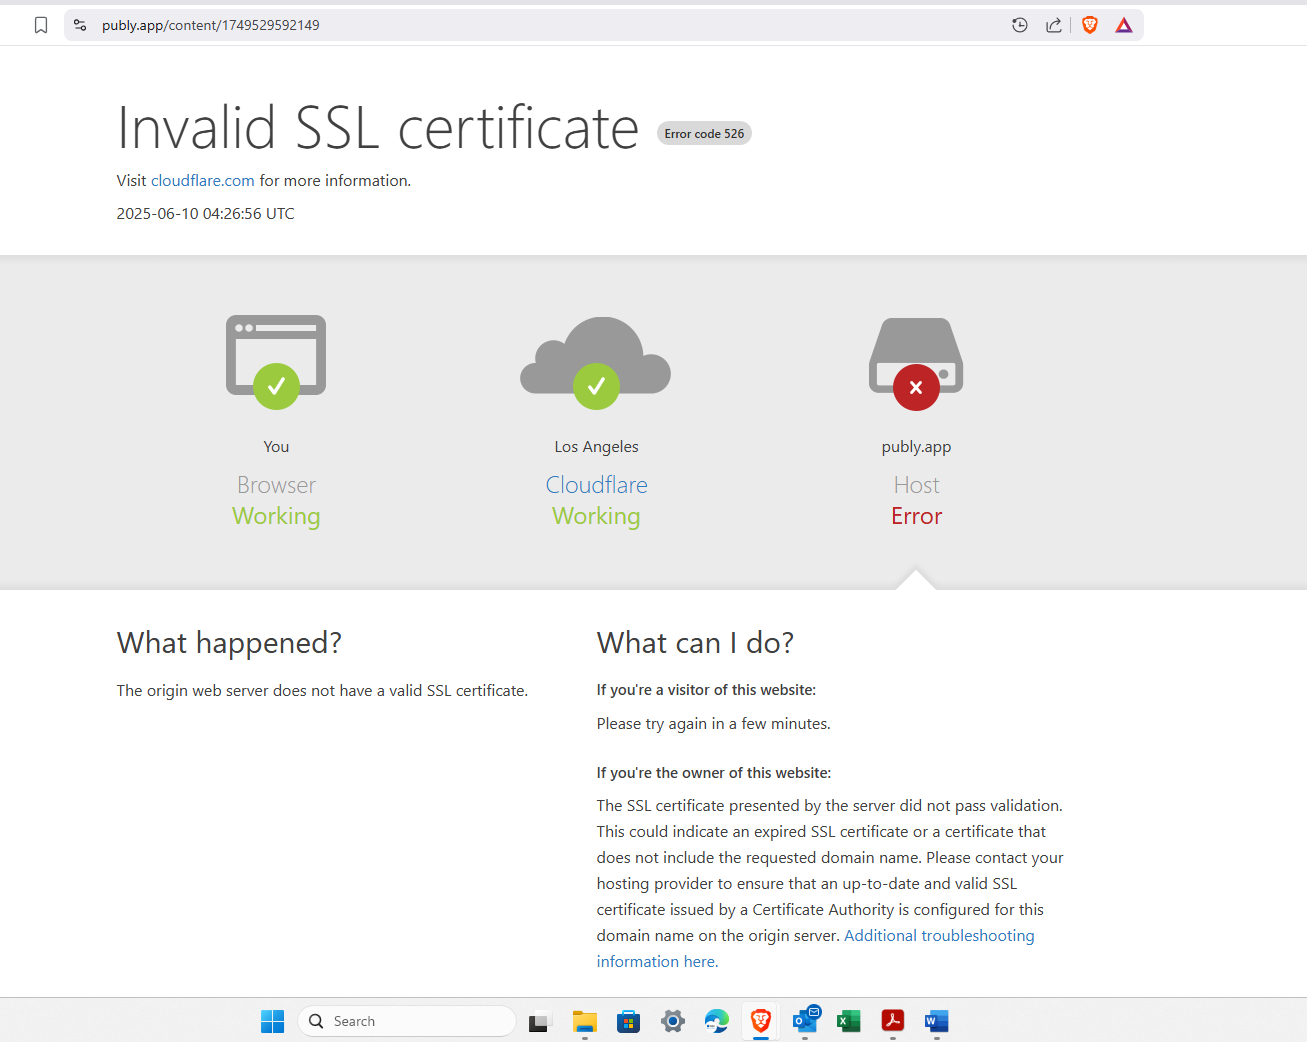 publy.app/content/1749529592149
Invalid SSL certificate Error code 526
Visit cloudflare.com for more information.
2025-06-10 04:26:56 UTC
You
Browser
Working
Los Angeles
Cloudflare
Working
publy.app
Host
Error
What happened?
The origin web server does not have a valid SSL certificate.
What can I do?
If you're a visitor of this website:
Please try again in a few minutes.
If you're the owner of this website:
The SSL certificate presented by the server did not pass validation.
This could indicate an expired SSL certificate or a certificate that
does not include the requested domain name. Please contact your
hosting provider to ensure that an up-to-date and valid SSL
certificate issued by a Certificate Authority is configured for this
domain name on the origin server. Additional troubleshooting
information here.
Search